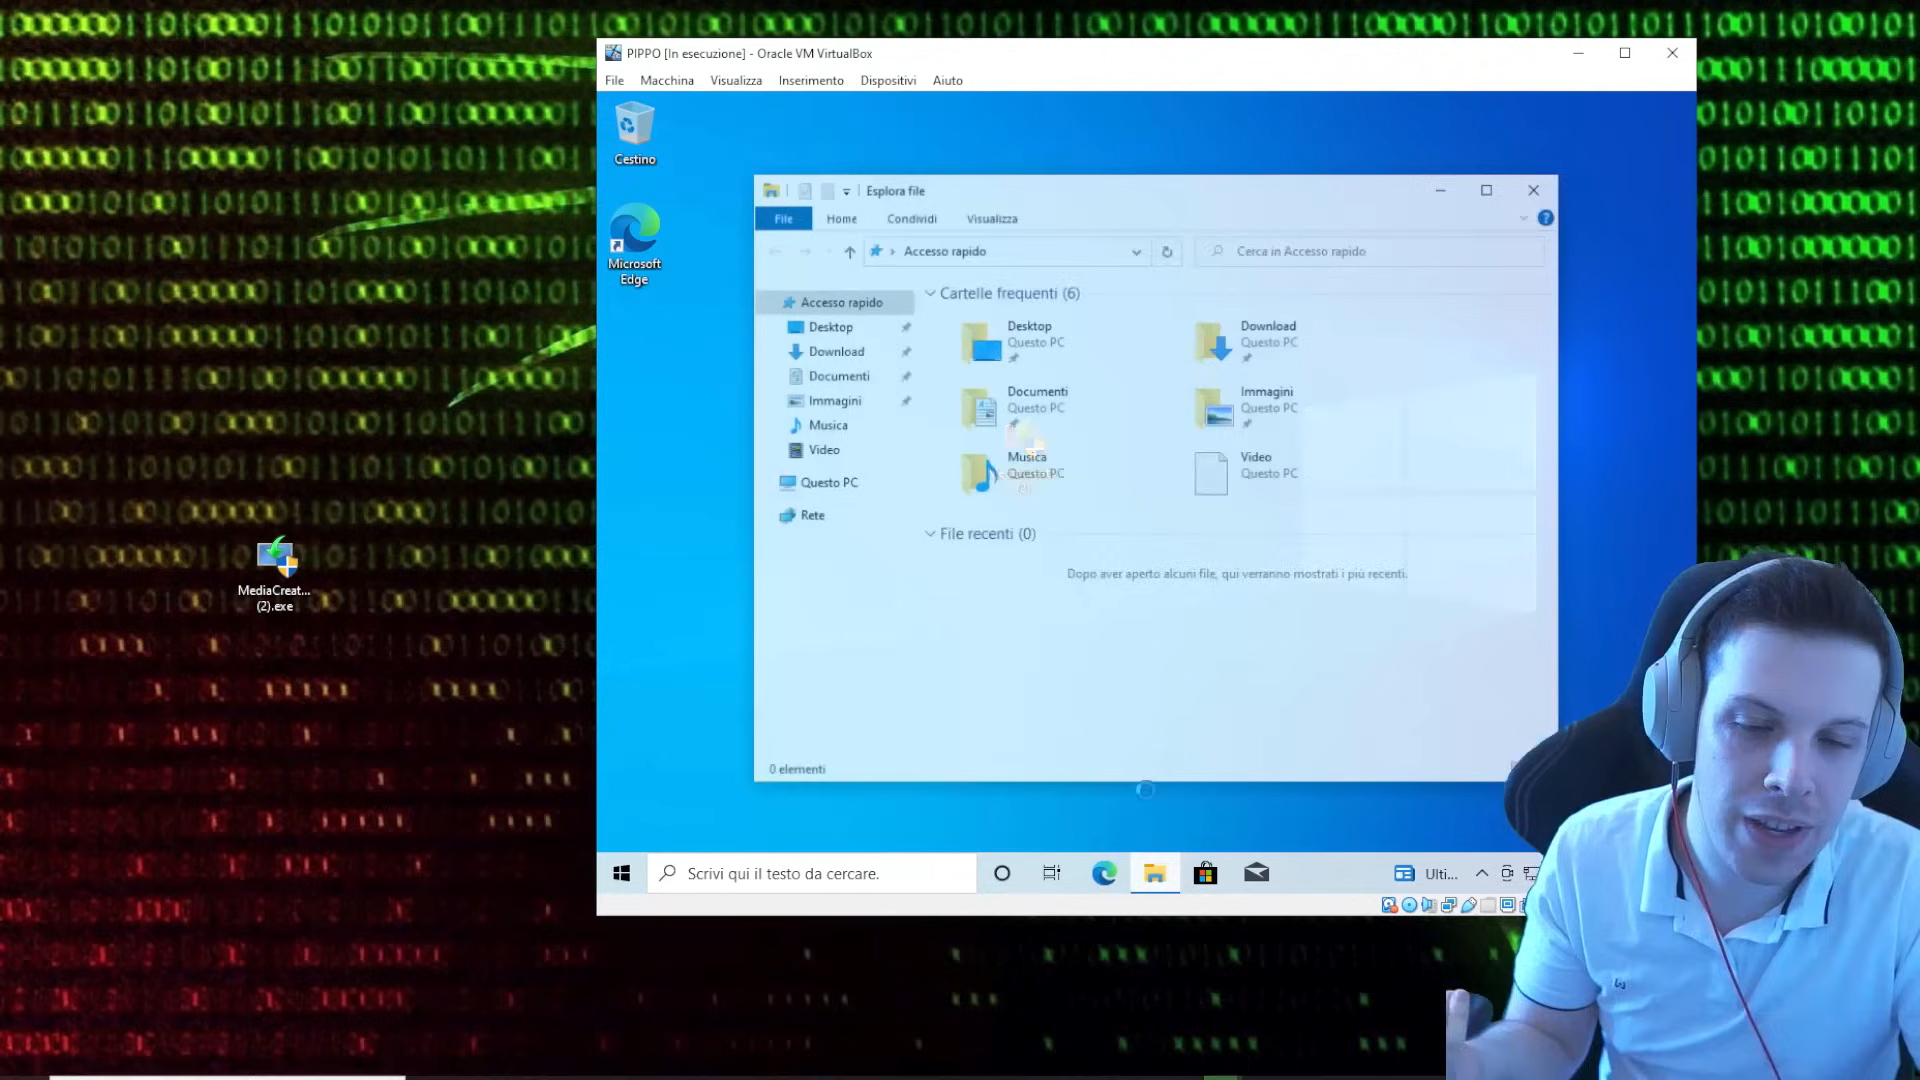 PIPPO [In esecuzione] - Oracle VM VirtualBox
File Macchina Visualizza Inserimento Dispositivi Aiuto
Cestino
Microsoft
Edge
Esplora file
File Home Condividi Visualizza
Accesso rapido
Cerca in Accesso rapido
Accesso rapido
Desktop
Download
Documenti
Immagini
Musica
Video
Questo PC
Rete
Cartelle frequenti (6)
Desktop
Questo PC
Download
Questo PC
Documenti
Questo PC
Immagini
Questo PC
Musica
Questo PC
Video
Questo PC
File recenti (0)
Dopo aver aperto alcuni file, qui verranno mostrati i più recenti.
0 elementi
MediaCreat...
(2).exe
Scrivi qui il testo da cercare.
Ulti...